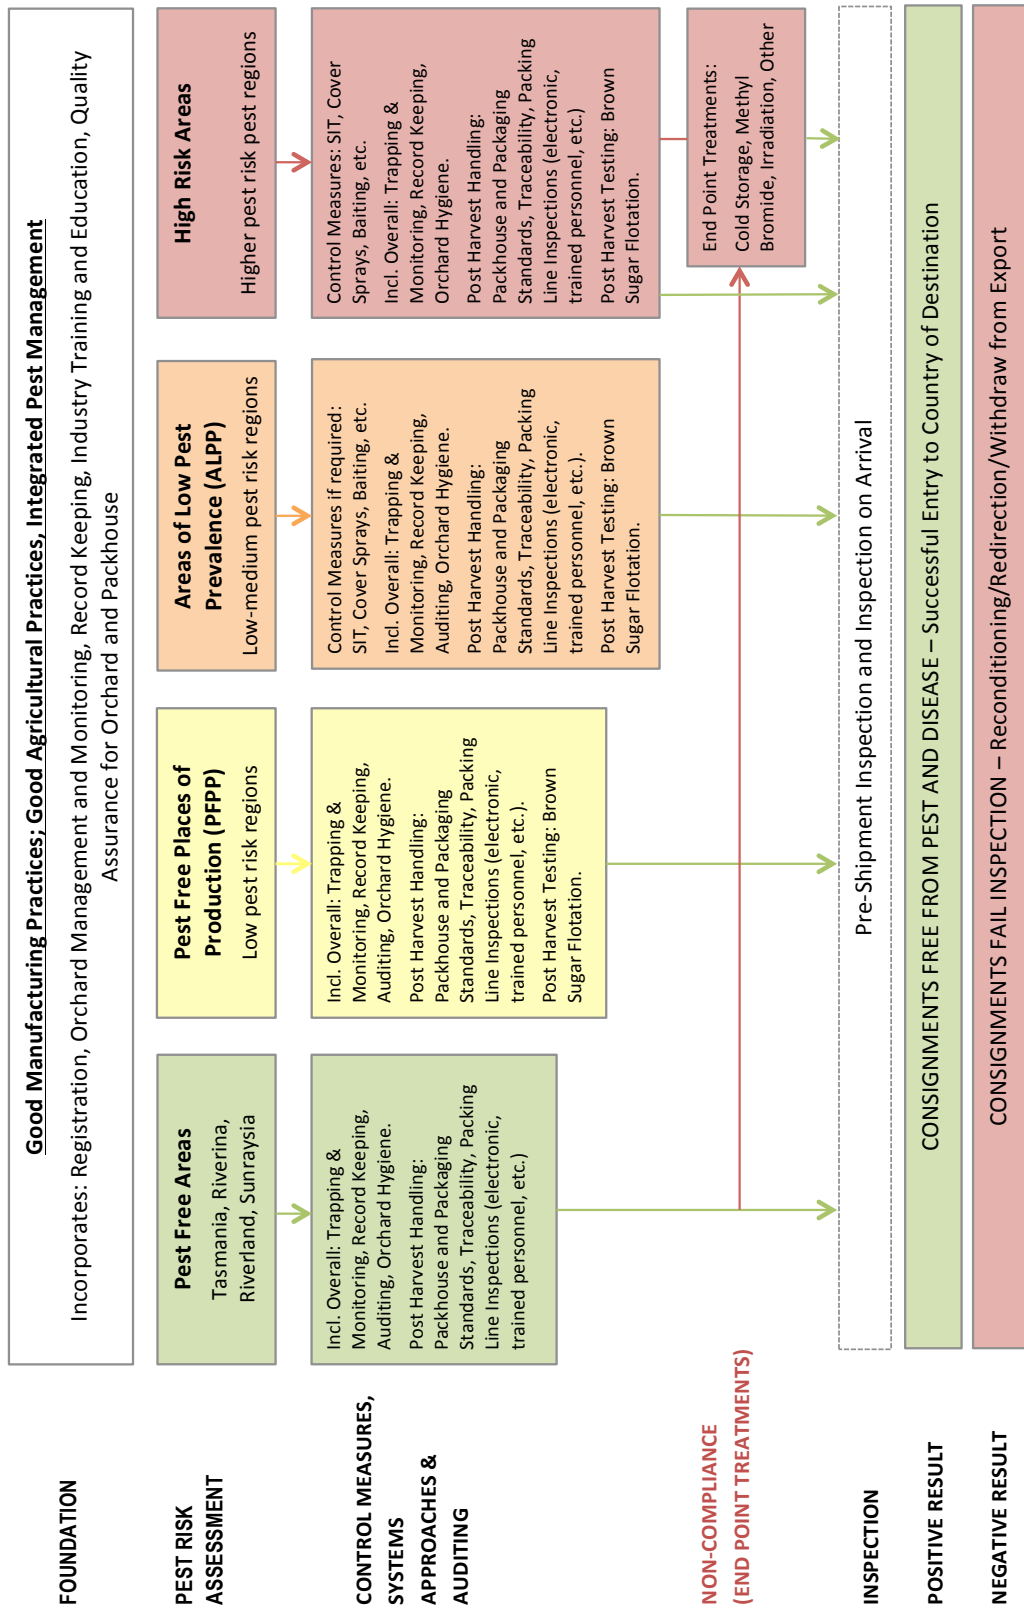 FOUNDATION
Good Manufacturing Practices; Good Agricultural Practices, Integrated Pest Management
Incorporates: Registration, Orchard Management and Monitoring, Record Keeping, Industry Training and Education, Quality
Assurance for Orchard and Packhouse
PEST RISK
ASSESSMENT
Pest Free Areas
Tasmania, Riverina,
Riverland, Sunraysia
Pest Free Places of
Production (PFPP)
Low pest risk regions
Areas of Low Pest
Prevalence (ALPP)
Low-medium pest risk regions
High Risk Areas
Higher pest risk pest regions
CONTROL MEASURES,
SYSTEMS
APPROACHES &
AUDITING
Incl. Overall: Trapping &
Monitoring, Record Keeping,
Auditing, Orchard Hygiene.
Post Harvest Handling:
Packhouse and Packaging
Standards, Traceability, Packing
Line Inspections (electronic,
trained personnel, etc.)
Incl. Overall: Trapping &
Monitoring, Record Keeping,
Auditing, Orchard Hygiene.
Post Harvest Handling:
Packhouse and Packaging
Standards, Traceability, Packing
Line Inspections (electronic,
trained personnel, etc.).
Post Harvest Testing: Brown
Sugar Flotation.
Control Measures if required:
SIT, Cover Sprays, Baiting, etc.
Incl. Overall: Trapping &
Monitoring, Record Keeping,
Auditing, Orchard Hygiene.
Post Harvest Handling:
Packhouse and Packaging
Standards, Traceability, Packing
Line Inspections (electronic,
trained personnel, etc.).
Post Harvest Testing: Brown
Sugar Flotation.
Control Measures: SIT, Cover
Sprays, Baiting, etc.
Incl. Overall: Trapping &
Monitoring, Record Keeping,
Orchard Hygiene.
Post Harvest Handling:
Packhouse and Packaging
Standards, Traceability, Packing
Line Inspections (electronic,
trained personnel, etc.)
Post Harvest Testing: Brown
Sugar Flotation.
NON-COMPLIANCE
(END POINT TREATMENTS)
End Point Treatments:
Cold Storage, Methyl
Bromide, Irradiation, Other
INSPECTION
Pre-Shipment Inspection and Inspection on Arrival
POSITIVE RESULT
CONSIGNMENTS FREE FROM PEST AND DISEASE – Successful Entry to Country of Destination
NEGATIVE RESULT
CONSIGNMENTS FAIL INSPECTION – Reconditioning/Redirection/Withdraw from Export